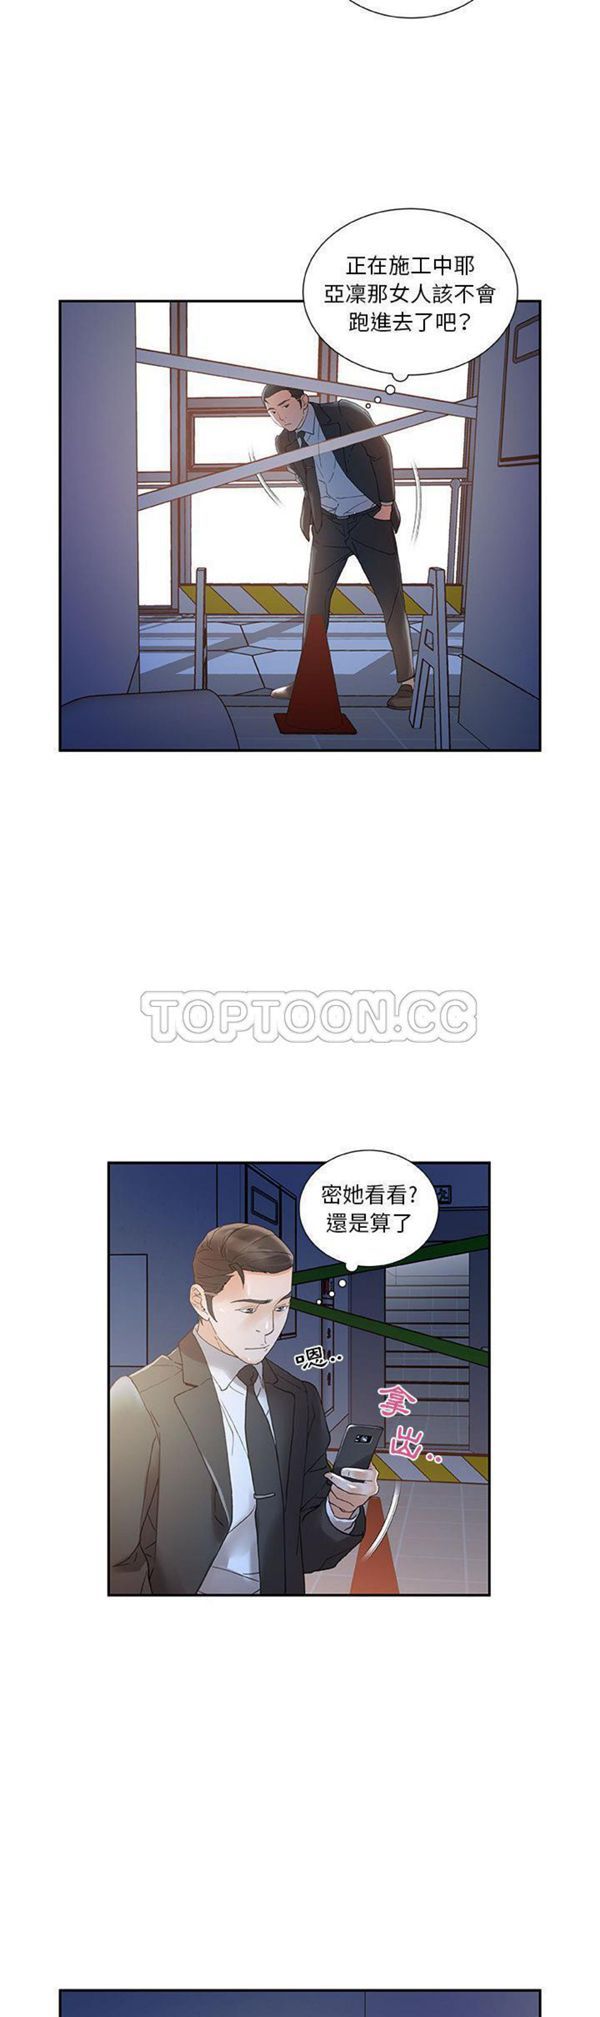 正在施工中耶
亞凜那女人該不會
跑進去了吧?
TOPTOON.CC
密她看看?
還是算了
嗯..
拿
出..